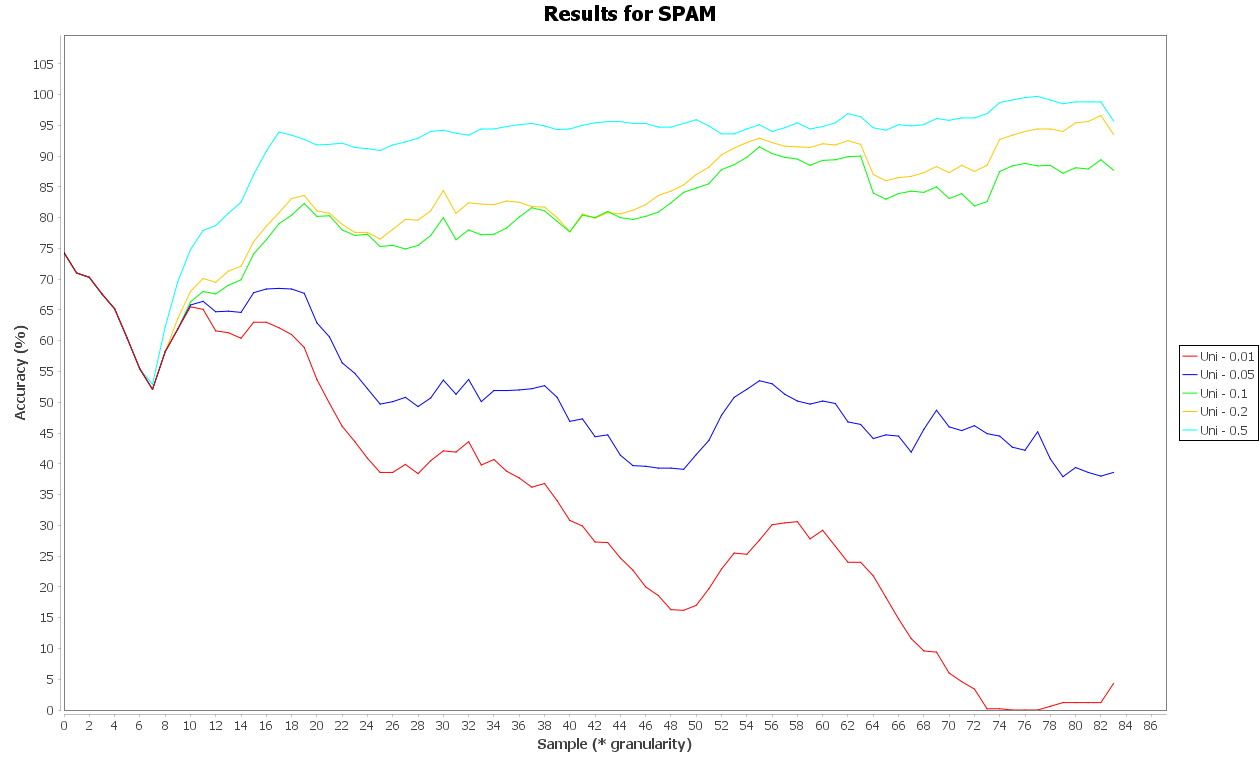 Results for SPAM
105
100
95
90
85
80
75
70
65
60
55
50
45
40
35
30
25
20
15
10
5
0
Accuracy (%)
0 2 4 6 8 10 12 14 16 18 20 22 24 26 28 30 32 34 36 38 40 42 44 46 48 50 52 54 56 58 60 62 64 66 68 70 72 74 76 78 80 82 84 86
Sample (* granularity)
Uni - 0.01
Uni - 0.05
Uni - 0.1
Uni - 0.2
Uni - 0.5